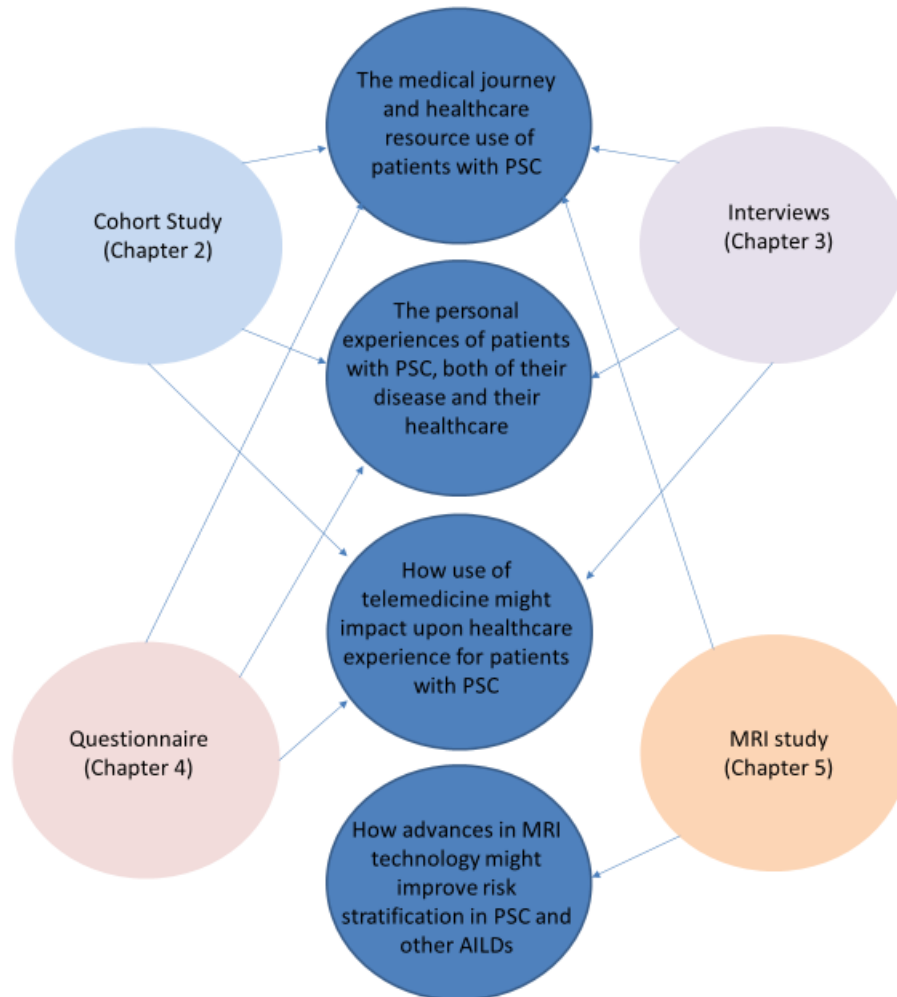 The medical journey
and healthcare
resource use of
patients with PSC
Cohort Study
(Chapter 2)
Interviews
(Chapter 3)
The personal
experiences of patients
with PSC, both of their
disease and their
healthcare
How use of
telemedicine might
impact upon healthcare
experience for patients
with PSC
Questionnaire
(Chapter 4)
MRI study
(Chapter 5)
How advances in MRI
technology might
improve risk
stratification in PSC and
other AILDs